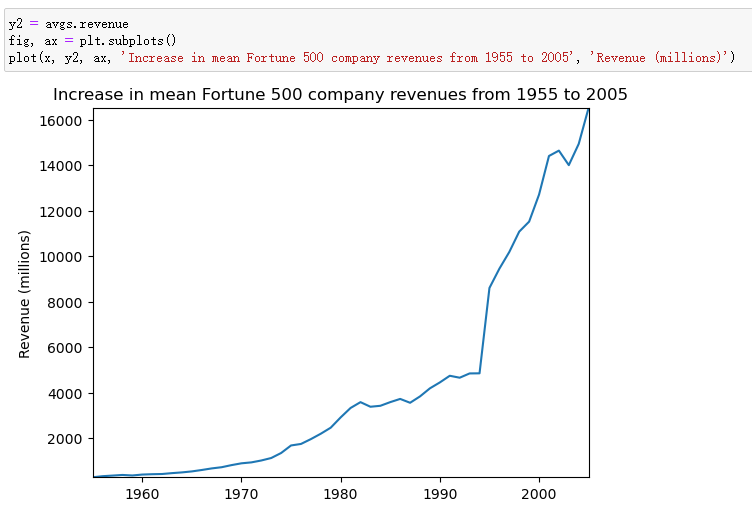 y2 = avgs.revenue
fig, ax = plt.subplots()
plot(x, y2, ax, 'Increase in mean Fortune 500 company revenues from 1955 to 2005', 'Revenue (millions)')
Increase in mean Fortune 500 company revenues from 1955 to 2005
16000
14000
12000
10000
8000
6000
4000
2000
Revenue (millions)
1960 1970 1980 1990 2000